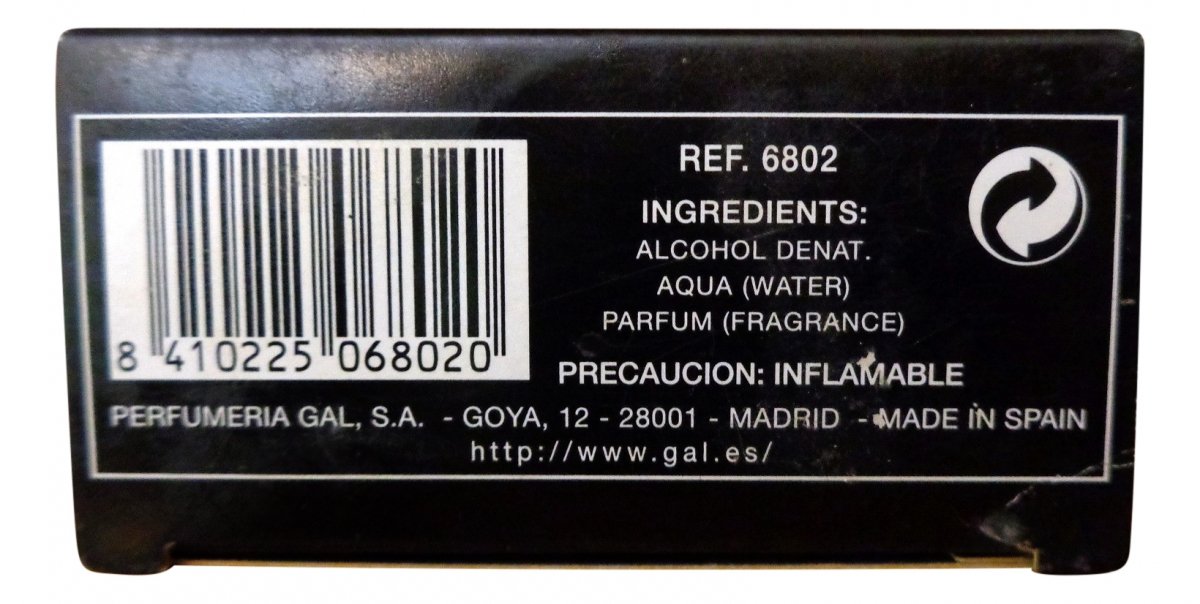 REF. 6802
INGREDIENTS:
ALCOHOL DENAT.
AQUA (WATER)
PARFUM (FRAGRANCE)
8 410225 068020
PRECAUCION: INFLAMABLE
PERFUMERIA GAL, S.A. - GOYA, 12 - 28001 - MADRID - MADE IN SPAIN
http://www.gal.es/